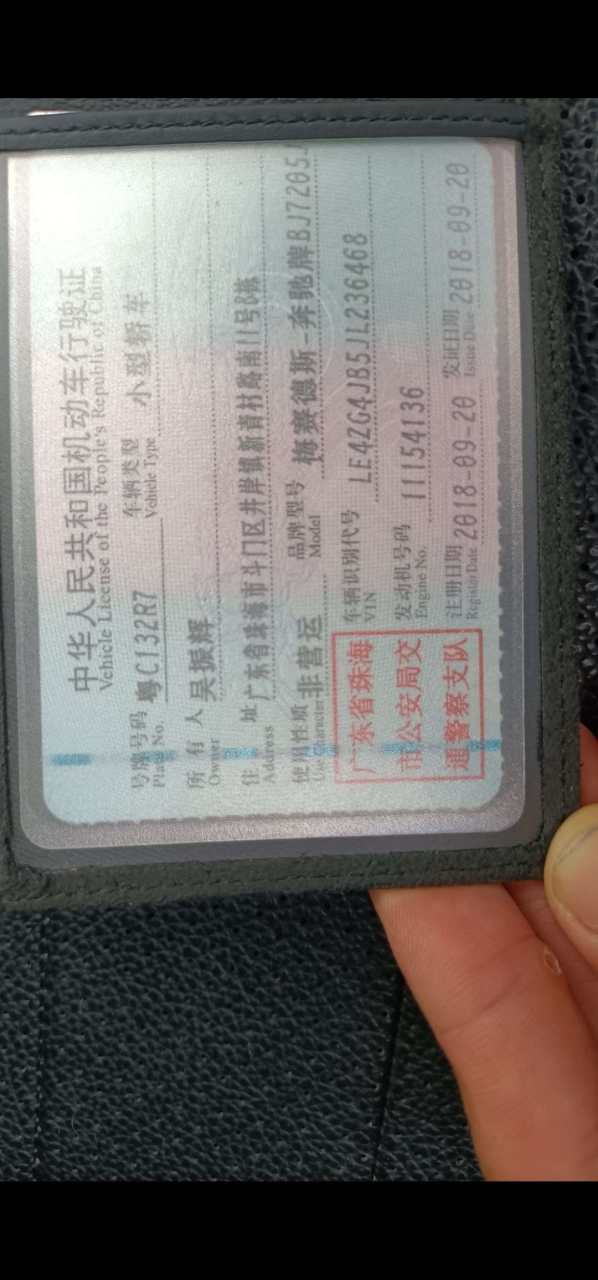 中华人民共和国机动车行驶证
Vehicle License of the People's Republic of China
号牌号码 粤C132R7 车辆类型 小型轿车
Plate No. Vehicle Type
所有人 吴振辉
Owner
住址 广东省珠海市斗门区井岸镇新青村路南11号8栋
Address
使用性质 非营运 品牌型号 梅赛德斯-奔驰牌BJ7205J
Use Character Model
广东省珠海
市公安局交
通警察支队
车辆识别代号 LE4ZG4JB5JL236468
VIN
发动机号码 11154136
Engine No.
注册日期 2018-09-20 发证日期 2018-09-20
Register Date Issue Date